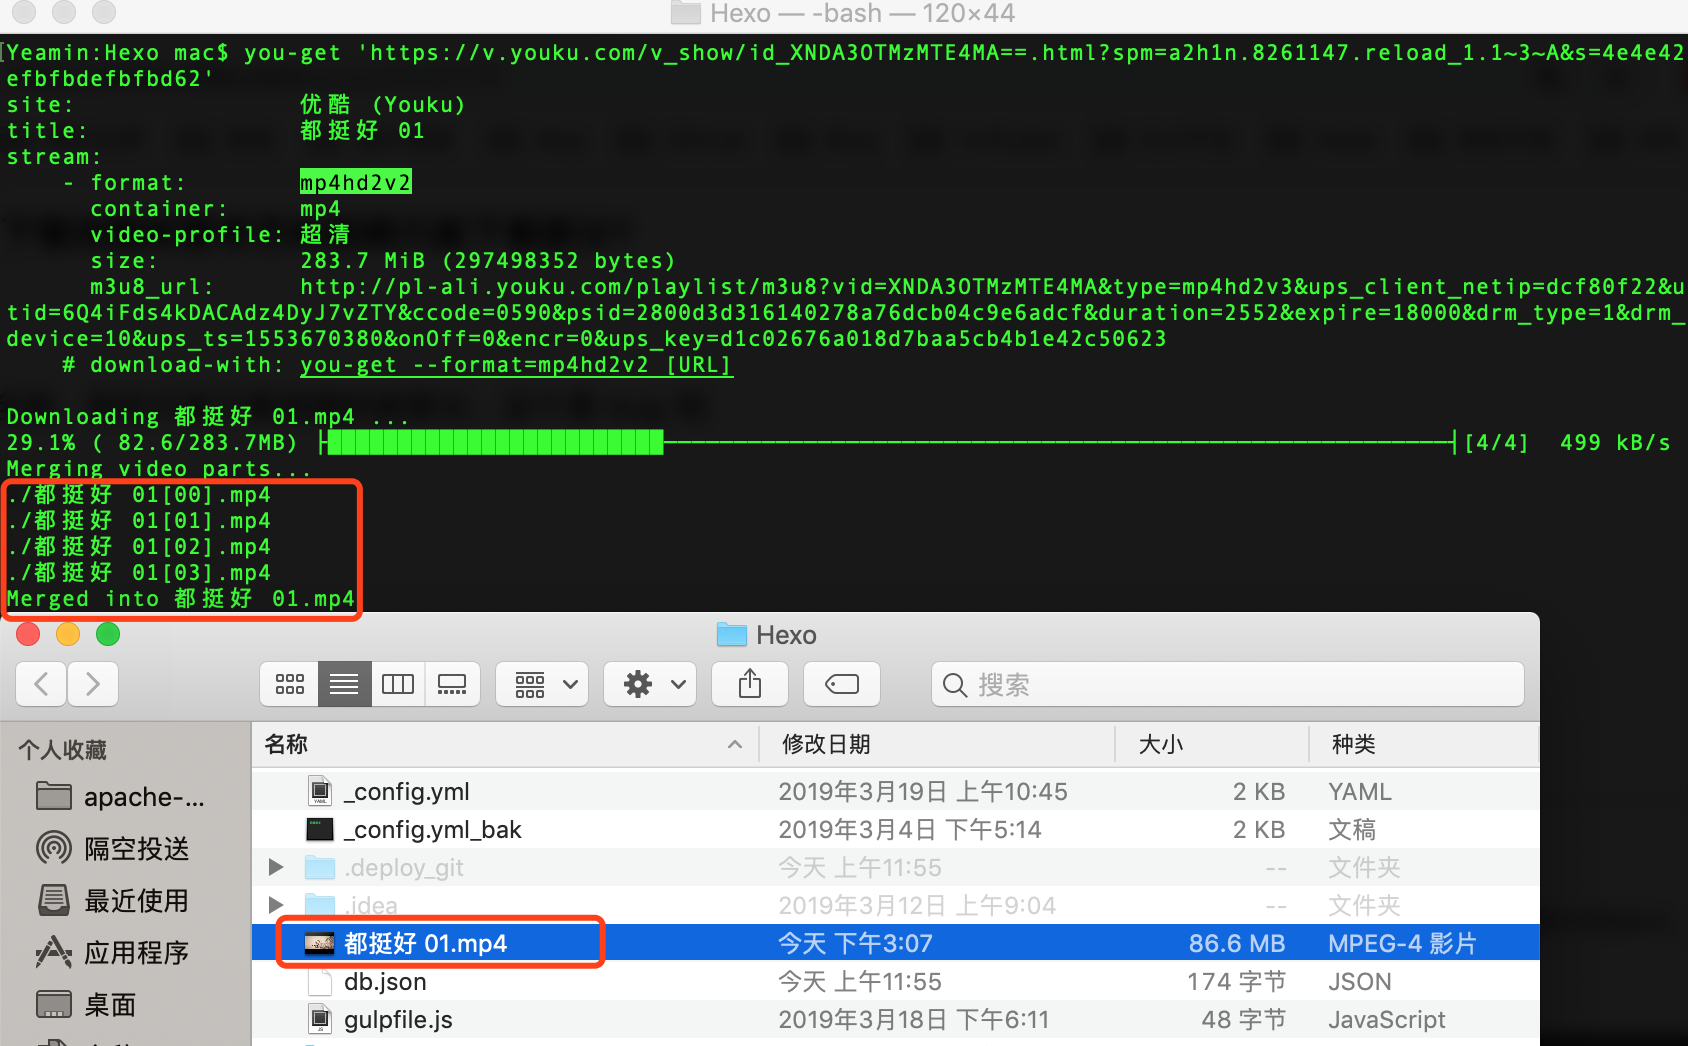 Hexo — -bash — 120×44
Yeamin:Hexo mac$ you-get 'https://v.youku.com/v_show/id_XNDA3OTMzMTE4MA==.html?spm=a2h1n.8261147.reload_1.1~3~A&s=4e4e42
efbfbdefbfbd62'
site: 优酷 (Youku)
title: 都挺好 01
stream:
- format: mp4hd2v2
container: mp4
video-profile: 超清
size: 283.7 MiB (297498352 bytes)
m3u8_url: http://pl-ali.youku.com/playlist/m3u8?vid=XNDA3OTMzMTE4MA&type=mp4hd2v3&ups_client_netip=dcf80f22&u
tid=6Q4iFds4kDACAdz4DyJ7vZTY&ccode=0590&psid=2800d3d316140278a76dcb04c9e6adcf&duration=2552&expire=18000&drm_type=1&drm_
device=10&ups_ts=1553670380&onOff=0&encr=0&ups_key=d1c02676a018d7baa5cb4b1e42c50623
# download-with: you-get --format=mp4hd2v2 [URL]
Downloading 都挺好 01.mp4 ...
29.1% ( 82.6/283.7MB) [4/4] 499 kB/s
Merging video parts...
./都挺好 01[00].mp4
./都挺好 01[01].mp4
./都挺好 01[02].mp4
./都挺好 01[03].mp4
Merged into 都挺好 01.mp4
Hexo
搜索
个人收藏
apache-...
隔空投送
最近使用
应用程序
桌面
名称 修改日期 大小 种类
_config.yml 2019年3月19日 上午10:45 2 KB YAML
_config.yml_bak 2019年3月4日 下午5:14 2 KB 文稿
.deploy_git 今天 上午11:55 -- 文件夹
.idea 2019年3月12日 上午9:04 -- 文件夹
都挺好 01.mp4 今天 下午3:07 86.6 MB MPEG-4 影片
db.json 今天 上午11:55 174 字节 JSON
gulpfile.js 2019年3月18日 下午6:11 48 字节 JavaScript